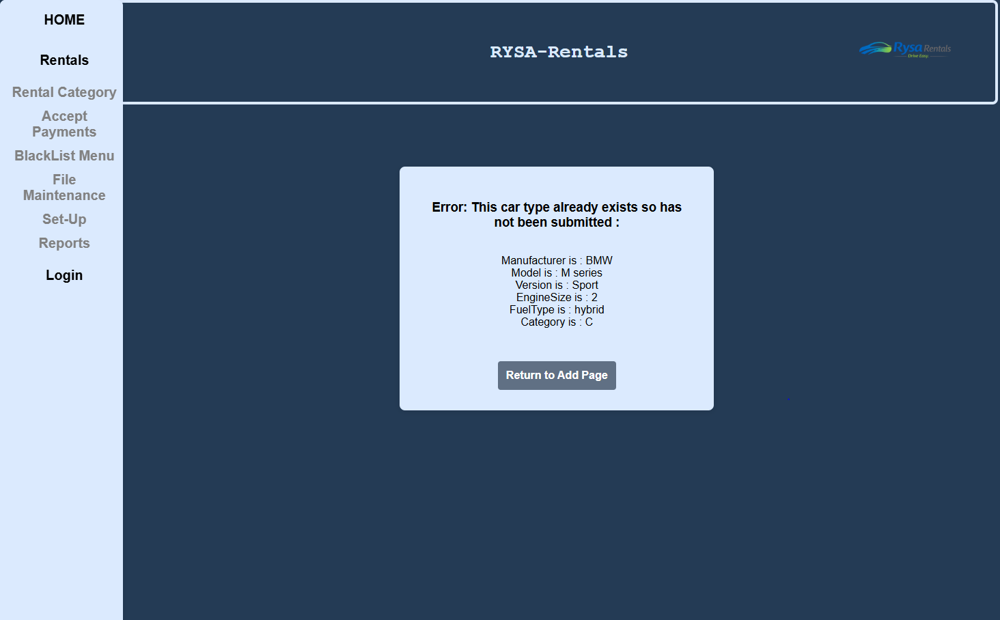 HOME
Rentals
Rental Category
Accept
Payments
BlackList Menu
File
Maintenance
Set-Up
Reports
Login
RYSA-Rentals
Rysa Rentals
Drive Easy.
Error: This car type already exists so has
not been submitted :
Manufacturer is : BMW
Model is : M series
Version is : Sport
EngineSize is : 2
FuelType is : hybrid
Category is : C
Return to Add Page